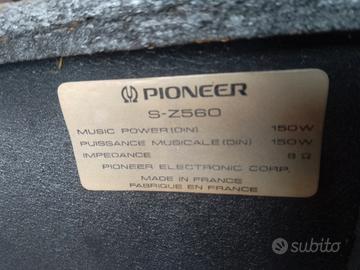 PIONEER
S-Z560
MUSIC POWER (DIN) 150W
PUISSANCE MUSICALE (DIN) 150W
IMPEDANCE 8 Ω
PIONEER ELECTRONIC CORP.
MADE IN FRANCE
FABRIQUE EN FRANCE
subito